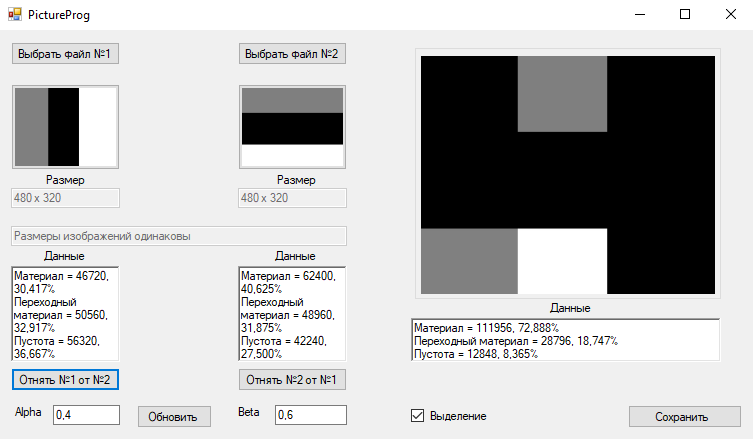 PictureProg
Выбрать файл №1
Выбрать файл №2
Размер
Размер
480 x 320
480 x 320
Размеры изображений одинаковы
Данные
Данные
Материал = 46720,
30,417%
Переходный
материал = 50560,
32,917%
Пустота = 56320,
36,667%
Материал = 62400,
40,625%
Переходный
материал = 48960,
31,875%
Пустота = 42240,
27,500%
Данные
Материал = 111956, 72,888%
Переходный материал = 28796, 18,747%
Пустота = 12848, 8,365%
Отнять №1 от №2
Отнять №2 от №1
Alpha
0,4
Обновить
Beta
0,6
Выделение
Сохранить